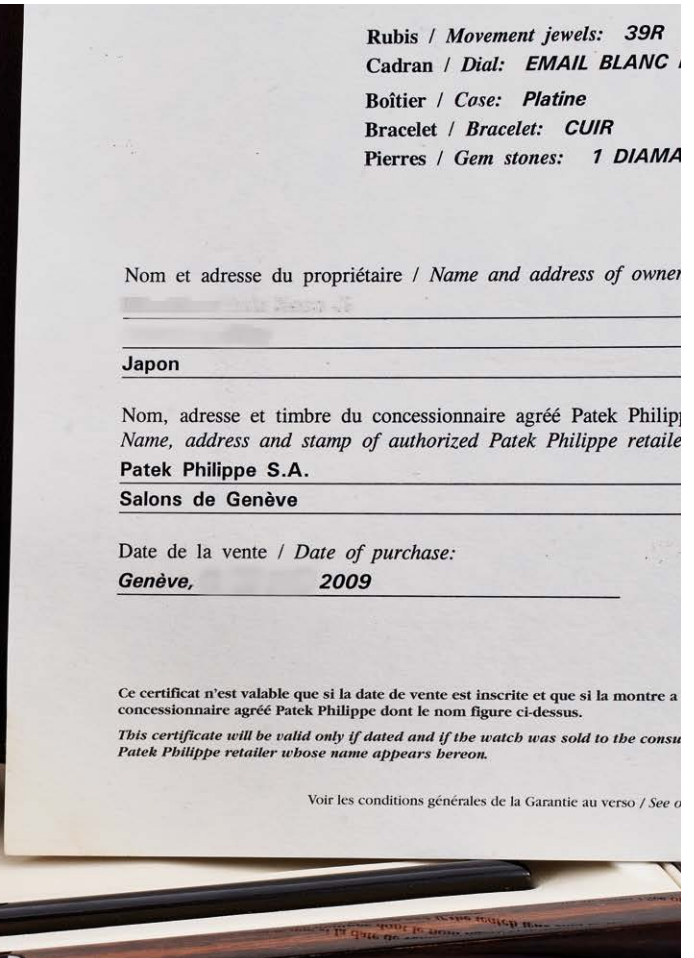 Rubis / Movement jewels: 39R
Cadran / Dial: EMAIL BLANC
Boîtier / Case: Platine
Bracelet / Bracelet: CUIR
Pierres / Gem stones: 1 DIAMA
Nom et adresse du propriétaire / Name and address of owner
Japon
Nom, adresse et timbre du concessionnaire agréé Patek Philipp
Name, address and stamp of authorized Patek Philippe retaile
Patek Philippe S.A.
Salons de Genève
Date de la vente / Date of purchase:
Genève, 2009
Ce certificat n'est valable que si la date de vente est inscrite et que si la montre a
concessionnaire agréé Patek Philippe dont le nom figure ci-dessus.
This certificate will be valid only if dated and if the watch was sold to the consu
Patek Philippe retailer whose name appears hereon.
Voir les conditions générales de la Garantie au verso / See o